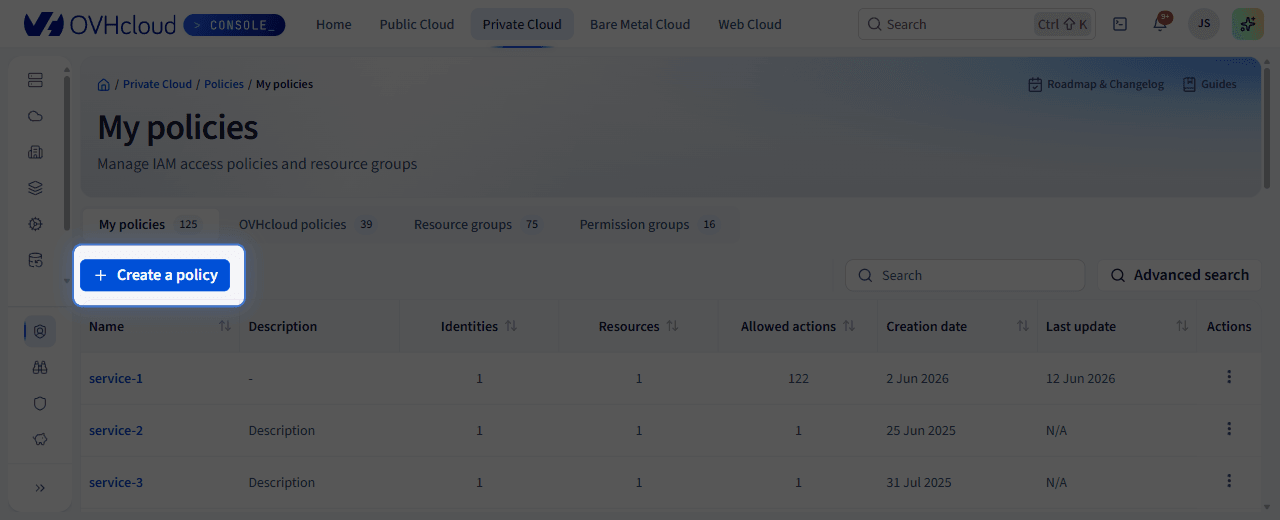 OVHcloud > CONSOLE_ Home Public Cloud Private Cloud Bare Metal Cloud Web Cloud Search Ctrl K 9+ JS
/ Private Cloud / Policies / My policies Roadmap & Changelog Guides
My policies
Manage IAM access policies and resource groups
My policies 125 OVHcloud policies 39 Resource groups 75 Permission groups 16
+ Create a policy Search Advanced search
Name Description Identities Resources Allowed actions Creation date Last update Actions
service-1 - 1 1 122 2 Jun 2026 12 Jun 2026
service-2 Description 1 1 1 25 Jun 2025 N/A
service-3 Description 1 1 1 31 Jul 2025 N/A